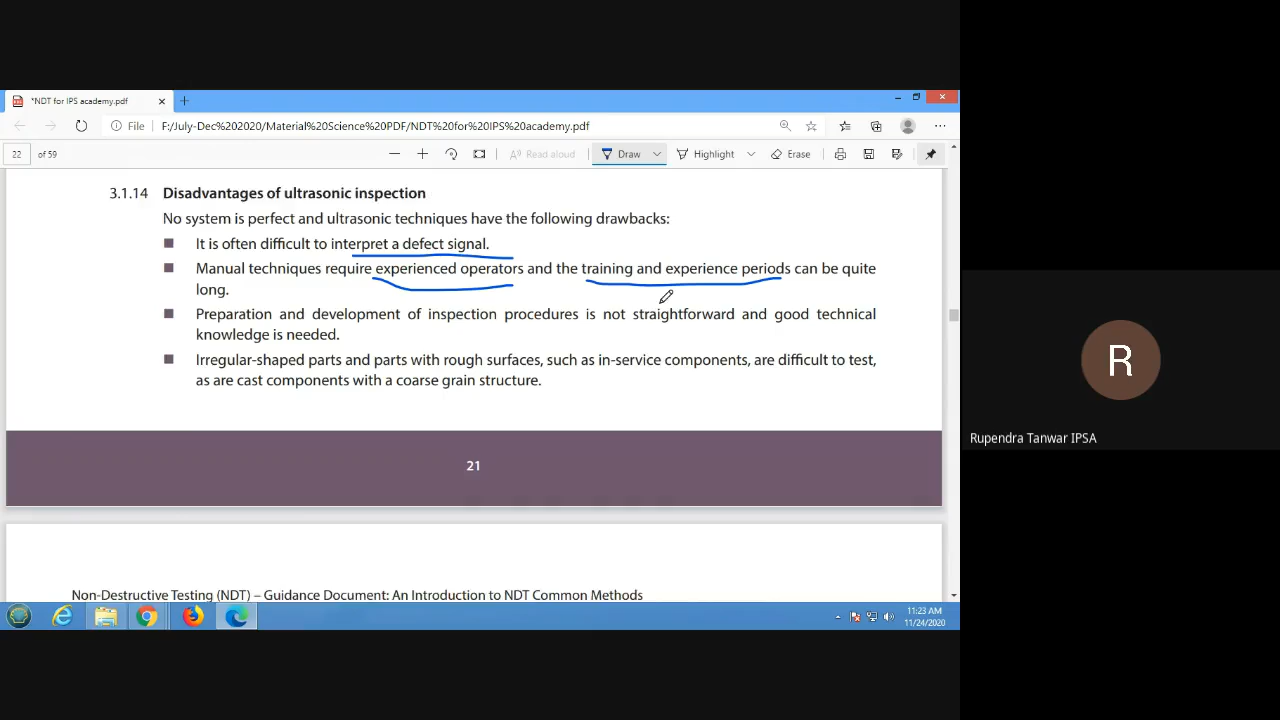 *NDT for IPS academy.pdf
File F:/July-Dec%202020/Material%20Science%20PDF/NDT%20for%20IPS%20academy.pdf
22 of 59 Read aloud Draw Highlight Erase
3.1.14 Disadvantages of ultrasonic inspection
No system is perfect and ultrasonic techniques have the following drawbacks:
It is often difficult to interpret a defect signal.
Manual techniques require experienced operators and the training and experience periods can be quite
long.
Preparation and development of inspection procedures is not straightforward and good technical
knowledge is needed.
Irregular-shaped parts and parts with rough surfaces, such as in-service components, are difficult to test,
as are cast components with a coarse grain structure.
21
Non-Destructive Testing (NDT) – Guidance Document: An Introduction to NDT Common Methods
11:23 AM
11/24/2020
R
Rupendra Tanwar IPSA